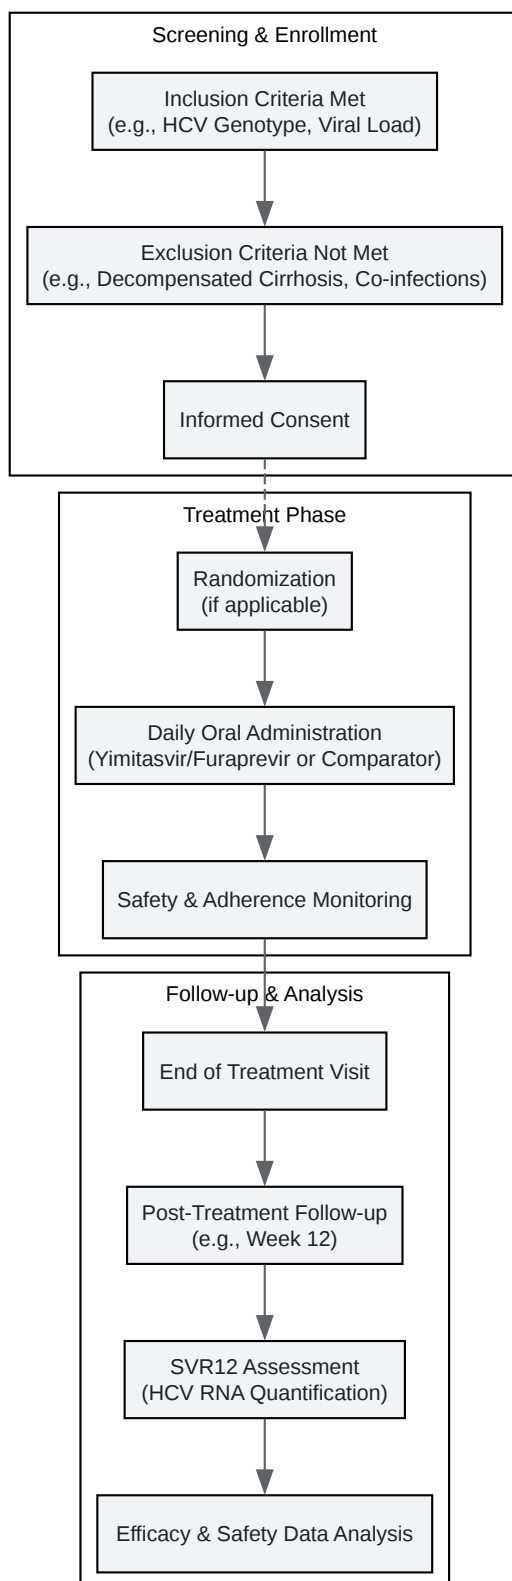 Screening & Enrollment
Inclusion Criteria Met
(e.g., HCV Genotype, Viral Load)
Exclusion Criteria Not Met
(e.g., Decompensated Cirrhosis, Co-infections)
Informed Consent
Treatment Phase
Randomization
(if applicable)
Daily Oral Administration
(Yimitasvir/Furaprevir or Comparator)
Safety & Adherence Monitoring
Follow-up & Analysis
End of Treatment Visit
Post-Treatment Follow-up
(e.g., Week 12)
SVR12 Assessment
(HCV RNA Quantification)
Efficacy & Safety Data Analysis